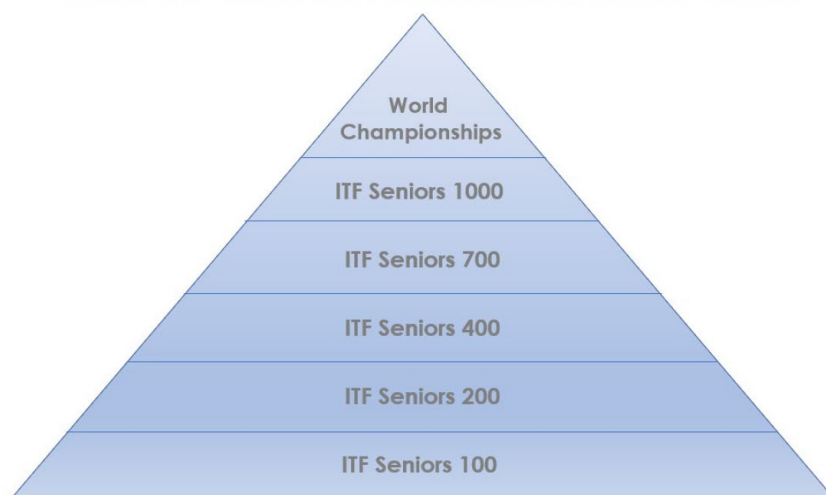 World
Championships
ITF Seniors 1000
ITF Seniors 700
ITF Seniors 400
ITF Seniors 200
ITF Seniors 100